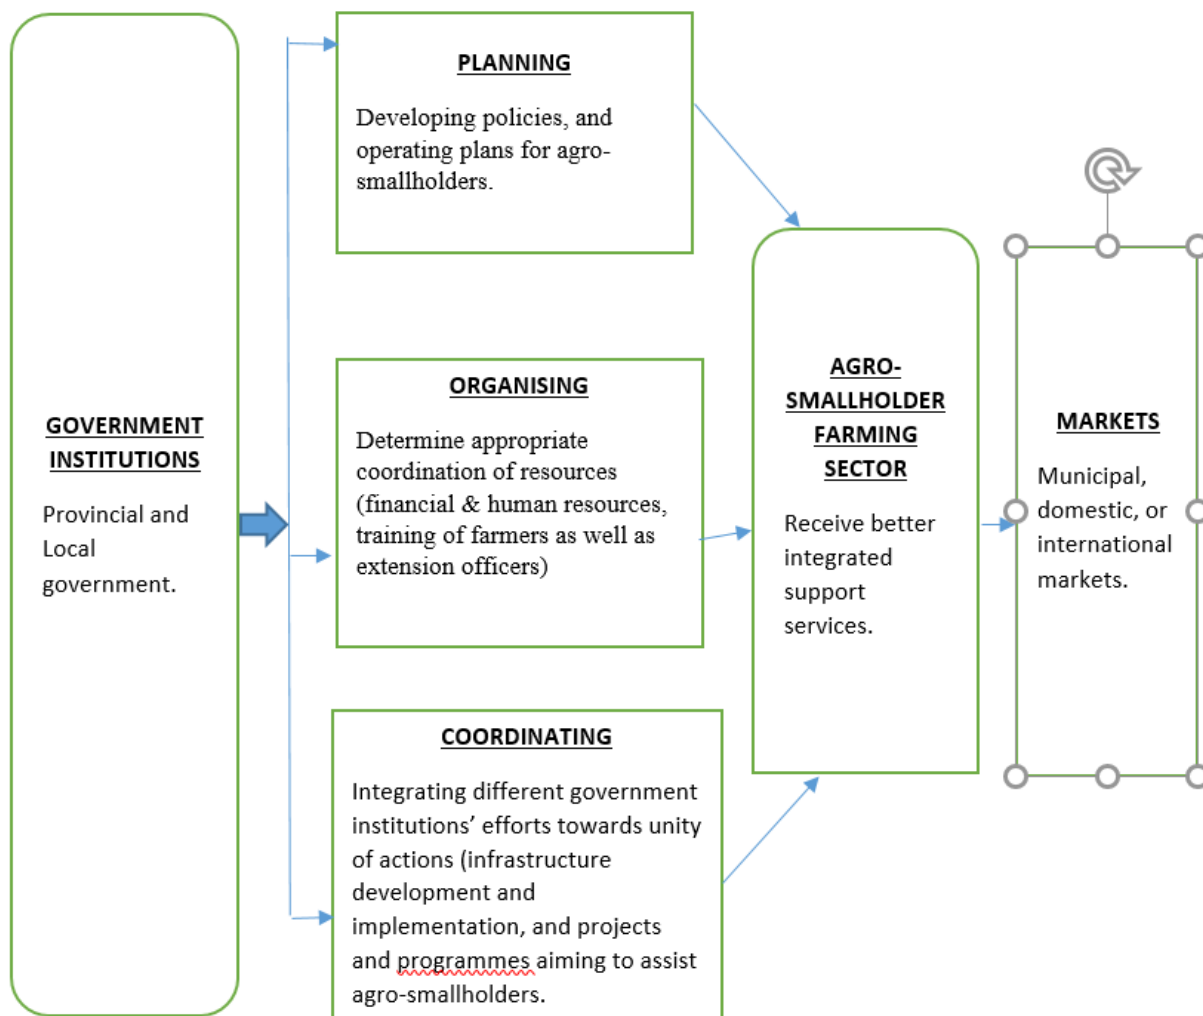 GOVERNMENT
INSTITUTIONS
Provincial and
Local
government.
PLANNING
Developing policies, and
operating plans for agro-
smallholders.
ORGANISING
Determine appropriate
coordination of resources
(financial & human resources,
training of farmers as well as
extension officers)
COORDINATING
Integrating different government
institutions’ efforts towards unity
of actions (infrastructure
development and
implementation, and projects
and programmes aiming to assist
agro-smallholders.
AGRO-
SMALLHOLDER
FARMING
SECTOR
Receive better
integrated
support
services.
MARKETS
Municipal,
domestic, or
international
markets.